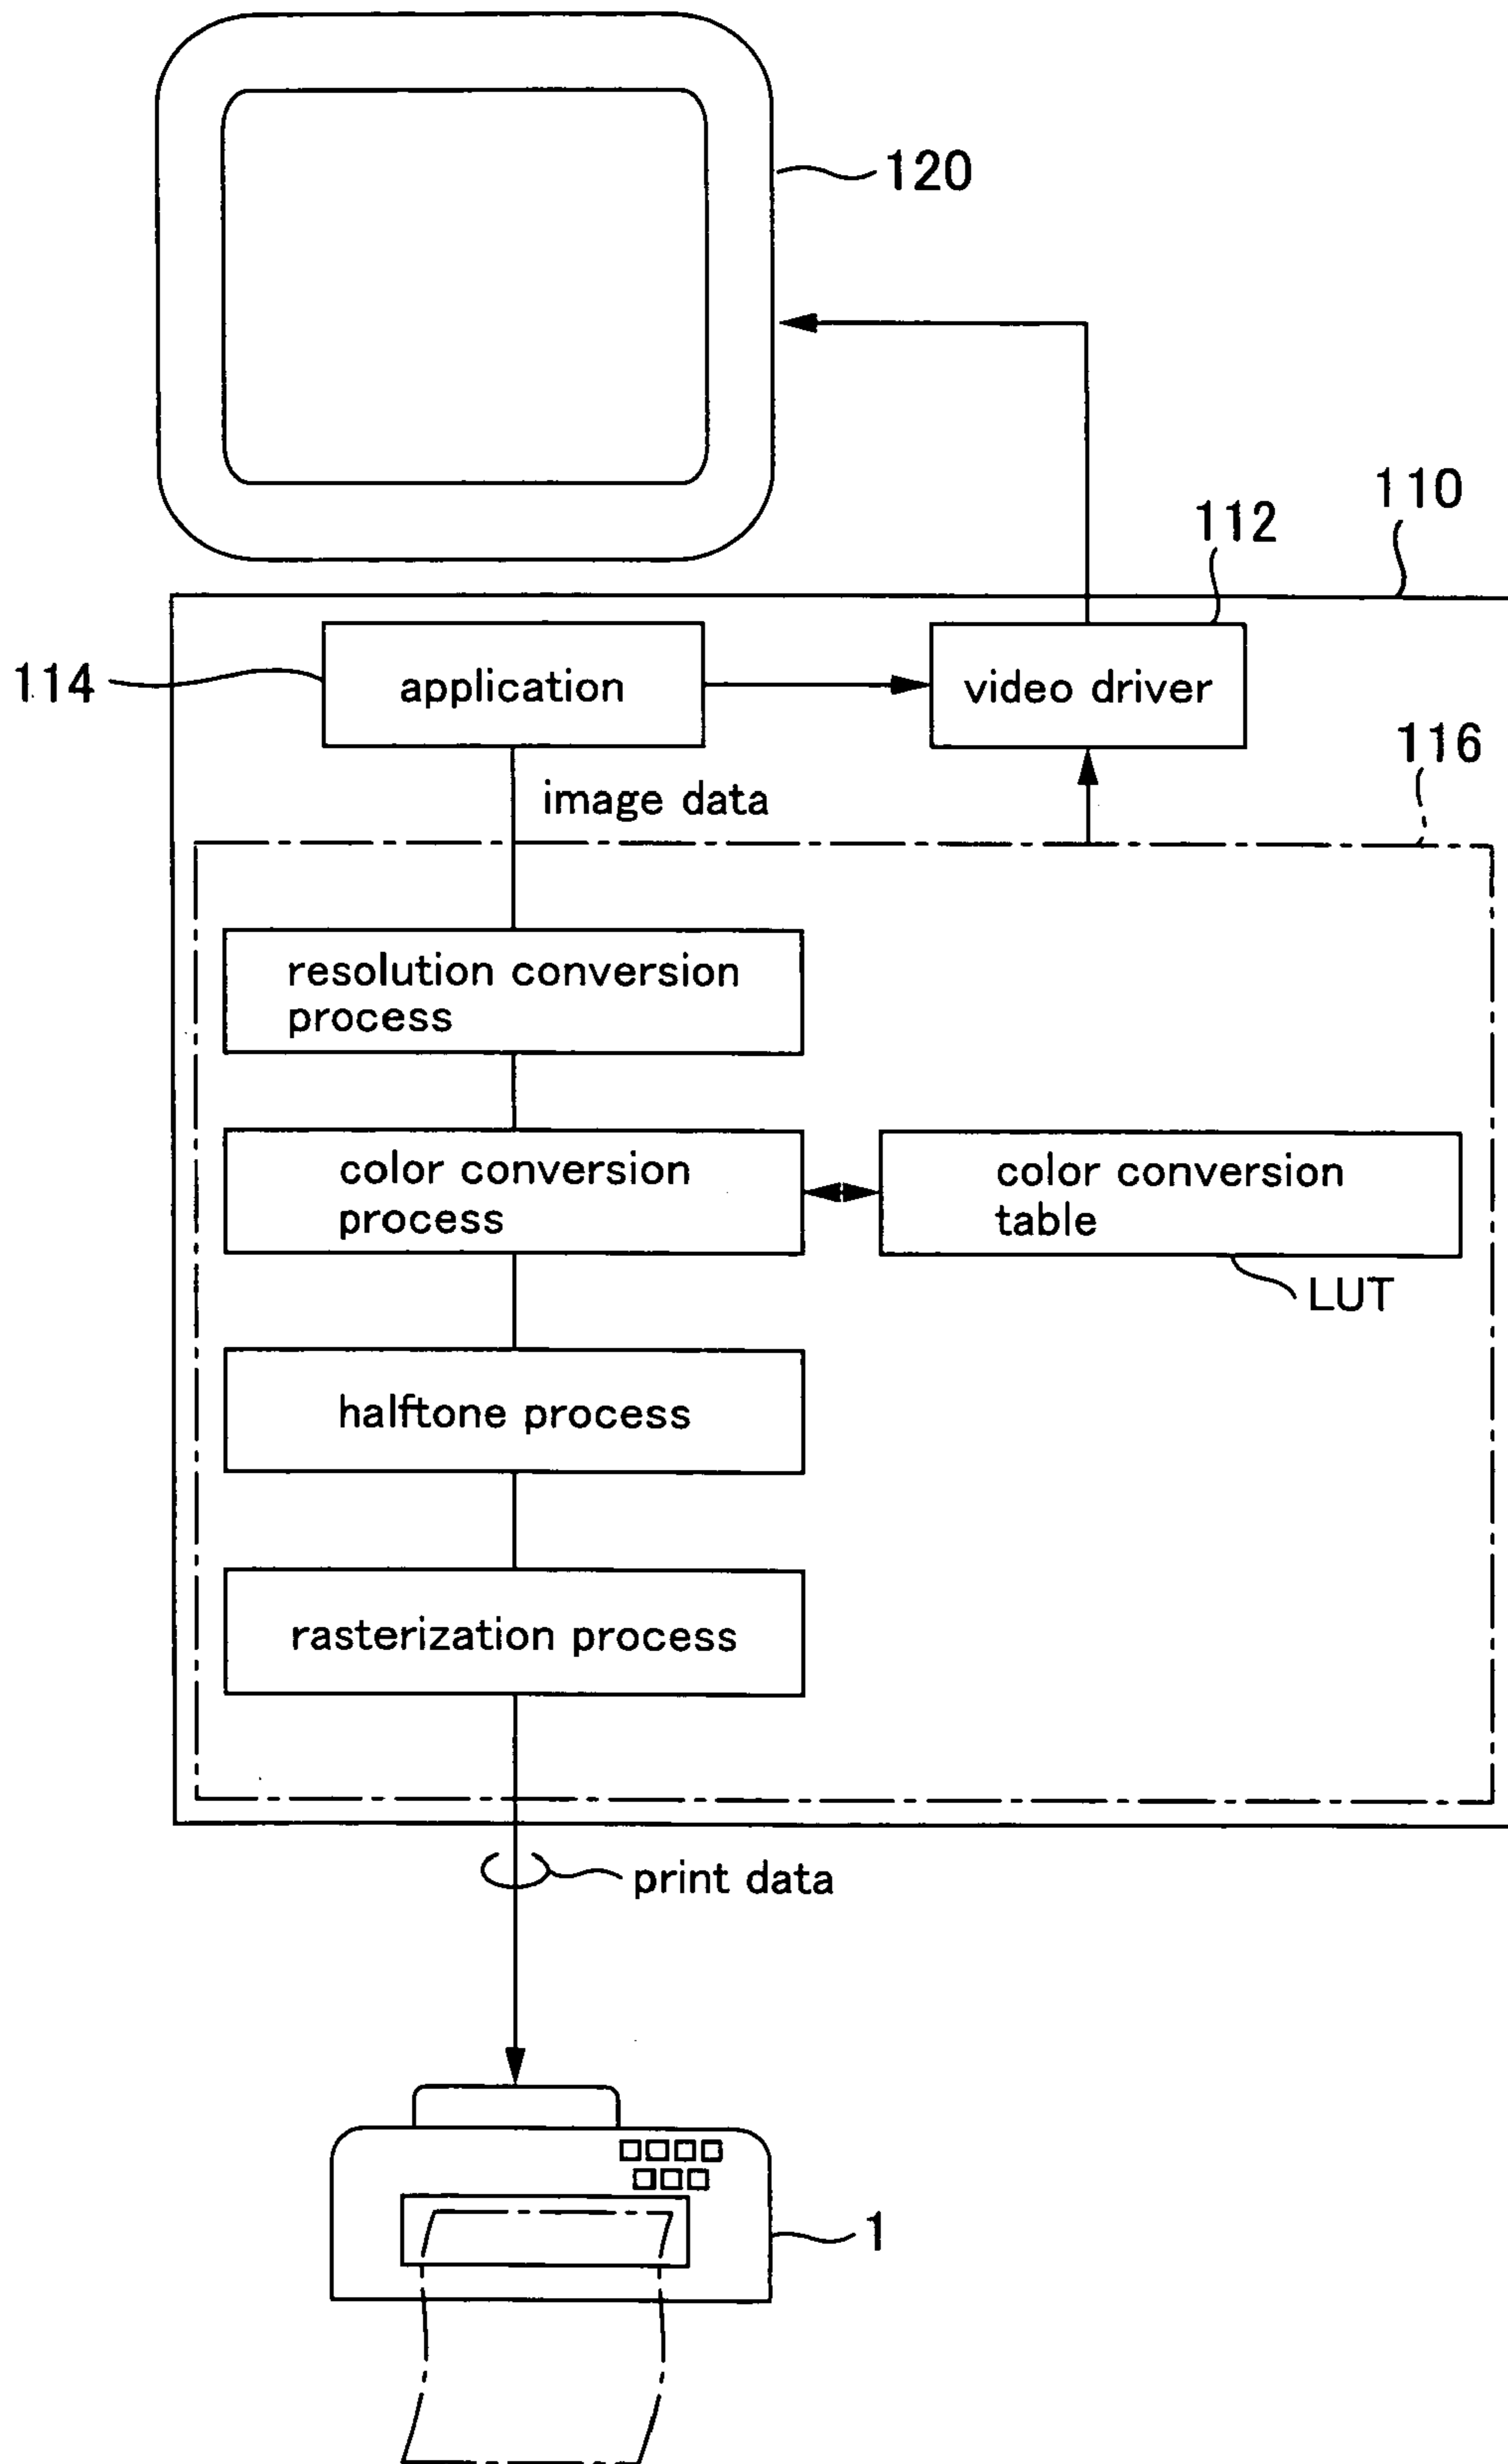 120
110
112
114
application
video driver
116
image data
resolution conversion
process
color conversion
process
color conversion
table
LUT
halftone process
rasterization process
print data
1